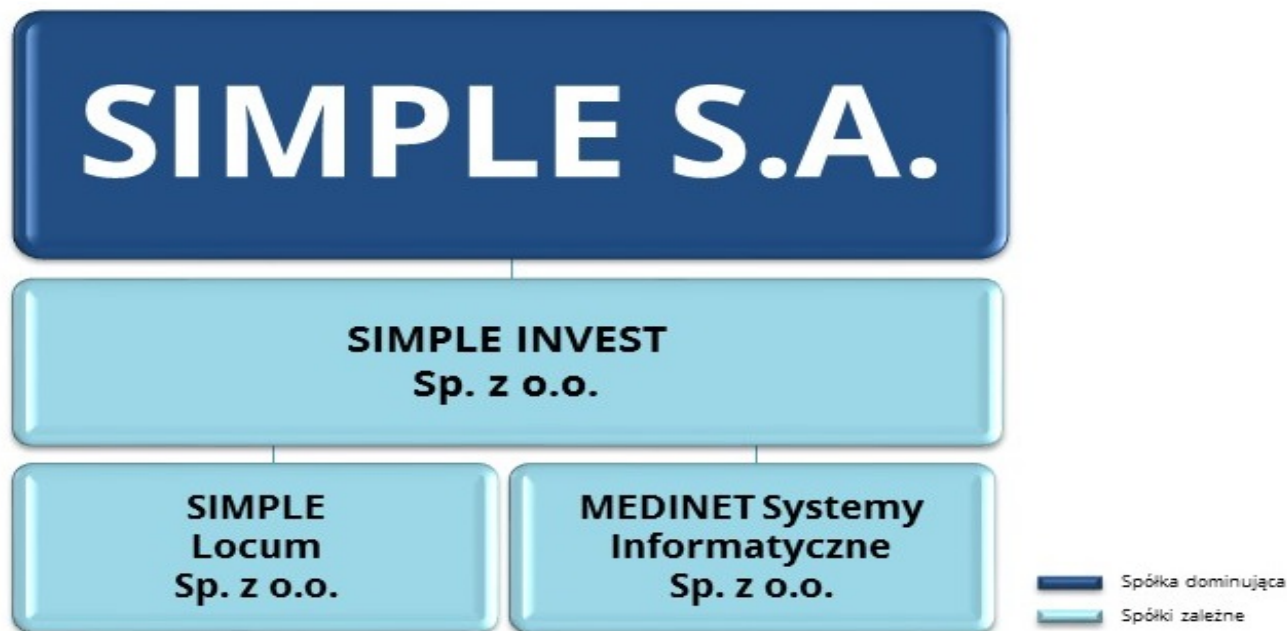 SIMPLE S.A.
SIMPLE INVEST
Sp. z o.o.
SIMPLE
Locum
Sp. z o.o.
MEDINET Systemy
Informatyczne
Sp. z o.o.
Spółka dominująca
Spółki zależne